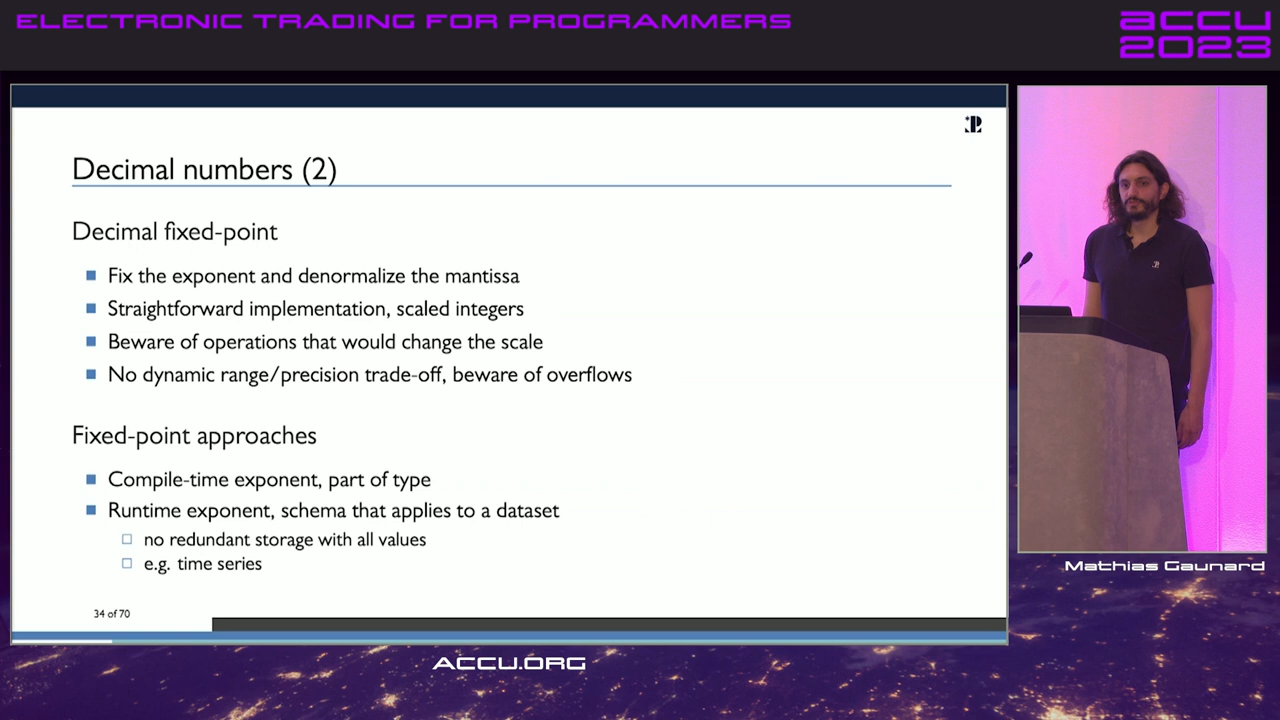 ELECTRONIC TRADING FOR PROGRAMMERS
accu
2023
Decimal numbers (2)
Decimal fixed-point
Fix the exponent and denormalize the mantissa
Straightforward implementation, scaled integers
Beware of operations that would change the scale
No dynamic range/precision trade-off, beware of overflows
Fixed-point approaches
Compile-time exponent, part of type
Runtime exponent, schema that applies to a dataset
no redundant storage with all values
e.g. time series
34 of 70
Mathias Gaunard
ACCU.ORG